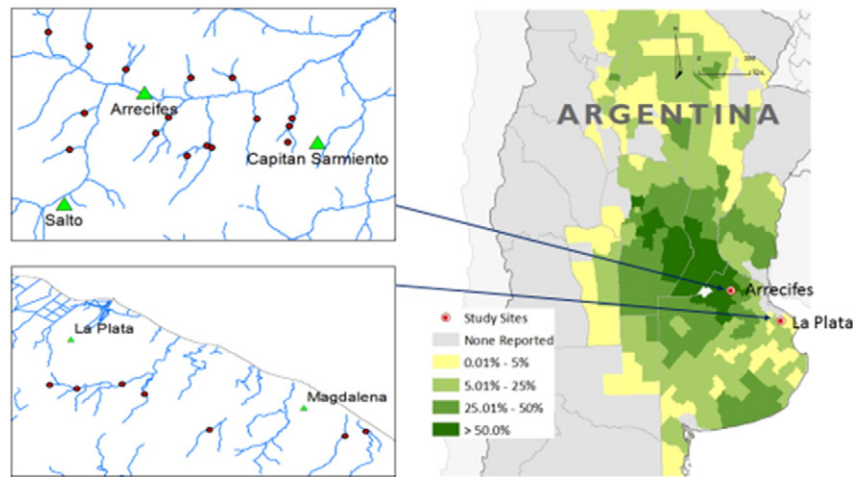 Arrecifes
Capitan Sarmiento
Salto
La Plata
Magdalena
N
0
ARGENTINA
Arrecifes
La Plata
Study Sites
None Reported
0.01% - 5%
5.01% - 25%
25.01% - 50%
> 50.0%